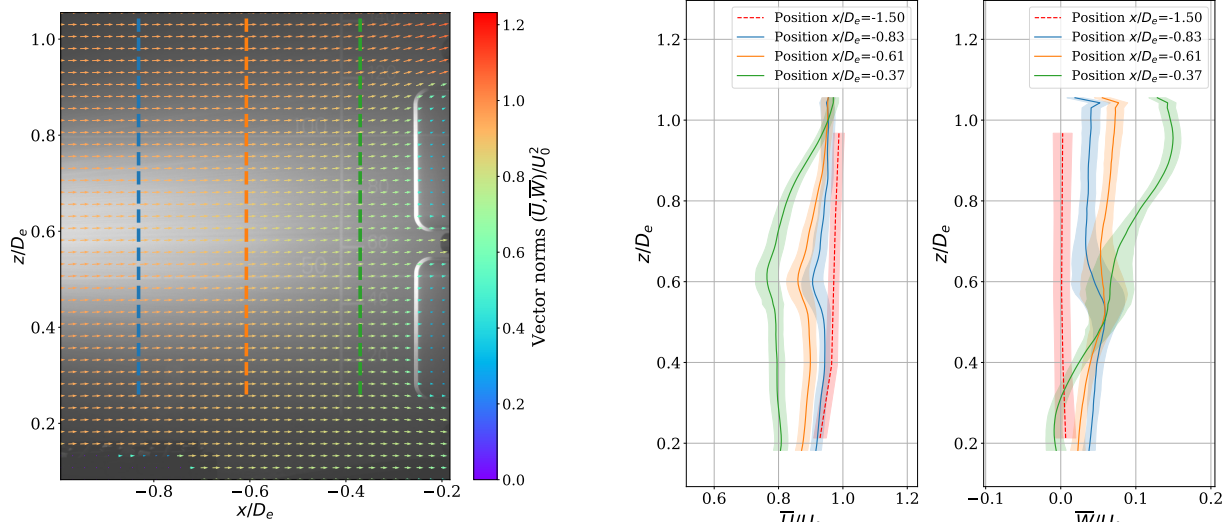 1.0
0.8
0.6
0.4
0.2
z/D_e
−0.8
−0.6
−0.4
−0.2
x/D_e
1.2
1.0
0.8
0.6
0.4
0.2
0.0
Vector norms (U̅,W̅)/U_0^2
Position x/D_e=-1.50
Position x/D_e=-0.83
Position x/D_e=-0.61
Position x/D_e=-0.37
1.2
1.0
0.8
0.6
0.4
0.2
z/D_e
0.6
0.8
1.0
1.2
Position x/D_e=-1.50
Position x/D_e=-0.83
Position x/D_e=-0.61
Position x/D_e=-0.37
1.2
1.0
0.8
0.6
0.4
0.2
z/D_e
−0.1
0.0
0.1
0.2